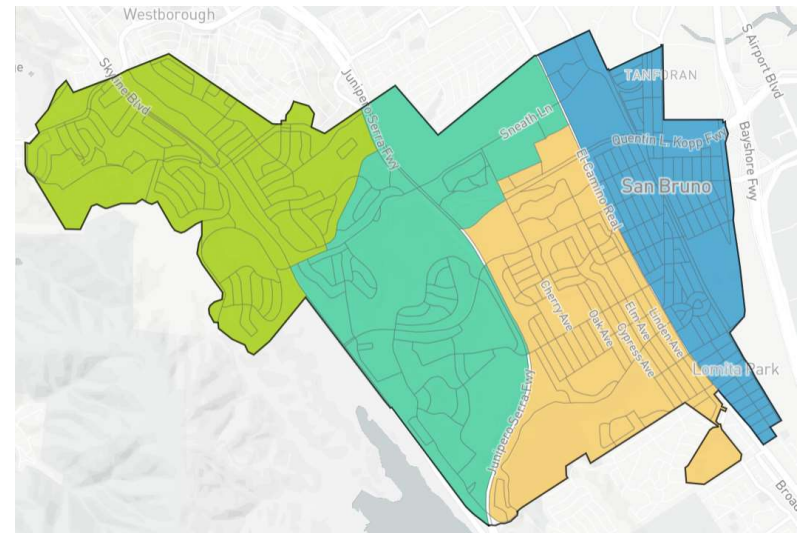 Westborough
Skyline Blvd
Junipero Serra Fwy
S Airport Blvd
TANFORAN
Sneath Ln
Bayshore Fwy
Quentin L. Kopp Fwy
El Camino Real
San Bruno
Cherry Ave
Oak Ave
Elm Ave
Cypress Ave
Linden Ave
Lomita Park
Junipero Serra Fwy